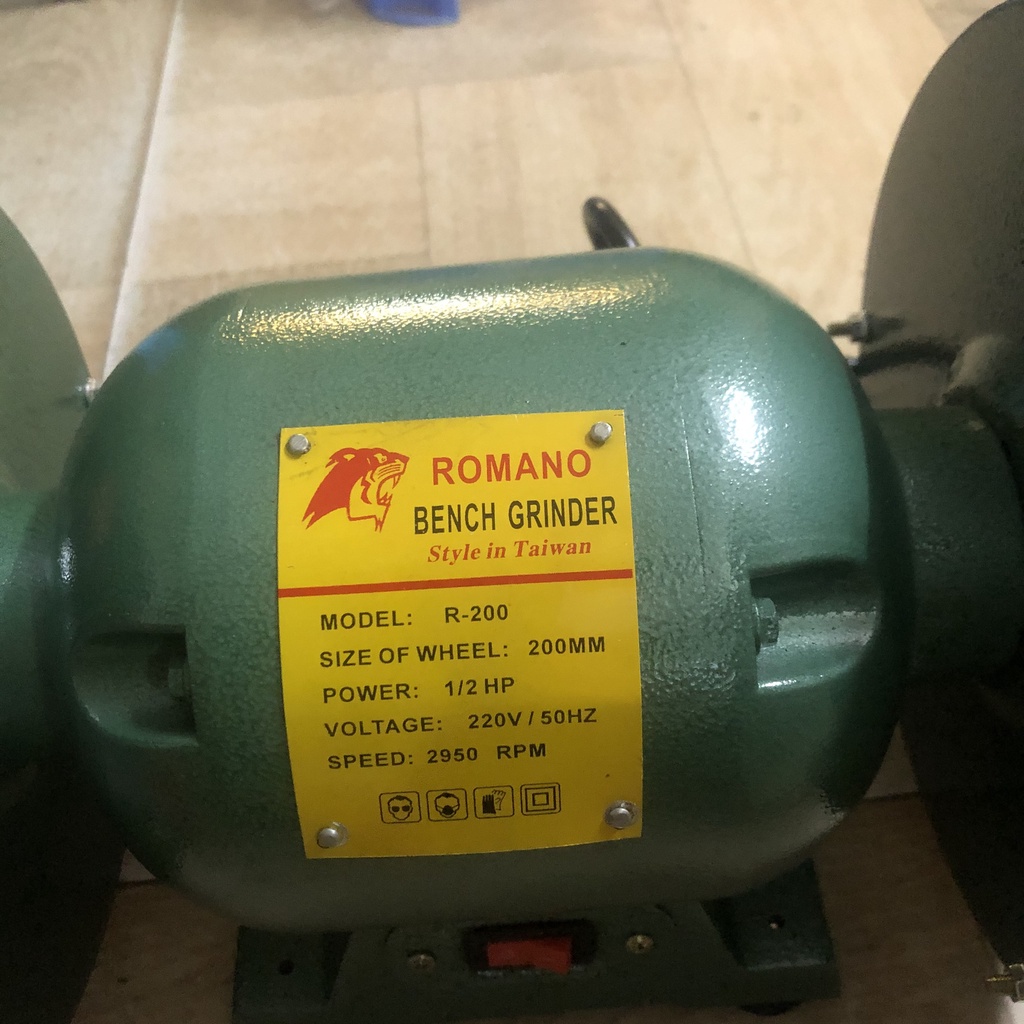 ROMANO
BENCH GRINDER
Style in Taiwan
MODEL: R-200
SIZE OF WHEEL: 200MM
POWER: 1/2 HP
VOLTAGE: 220V / 50HZ
SPEED: 2950 RPM